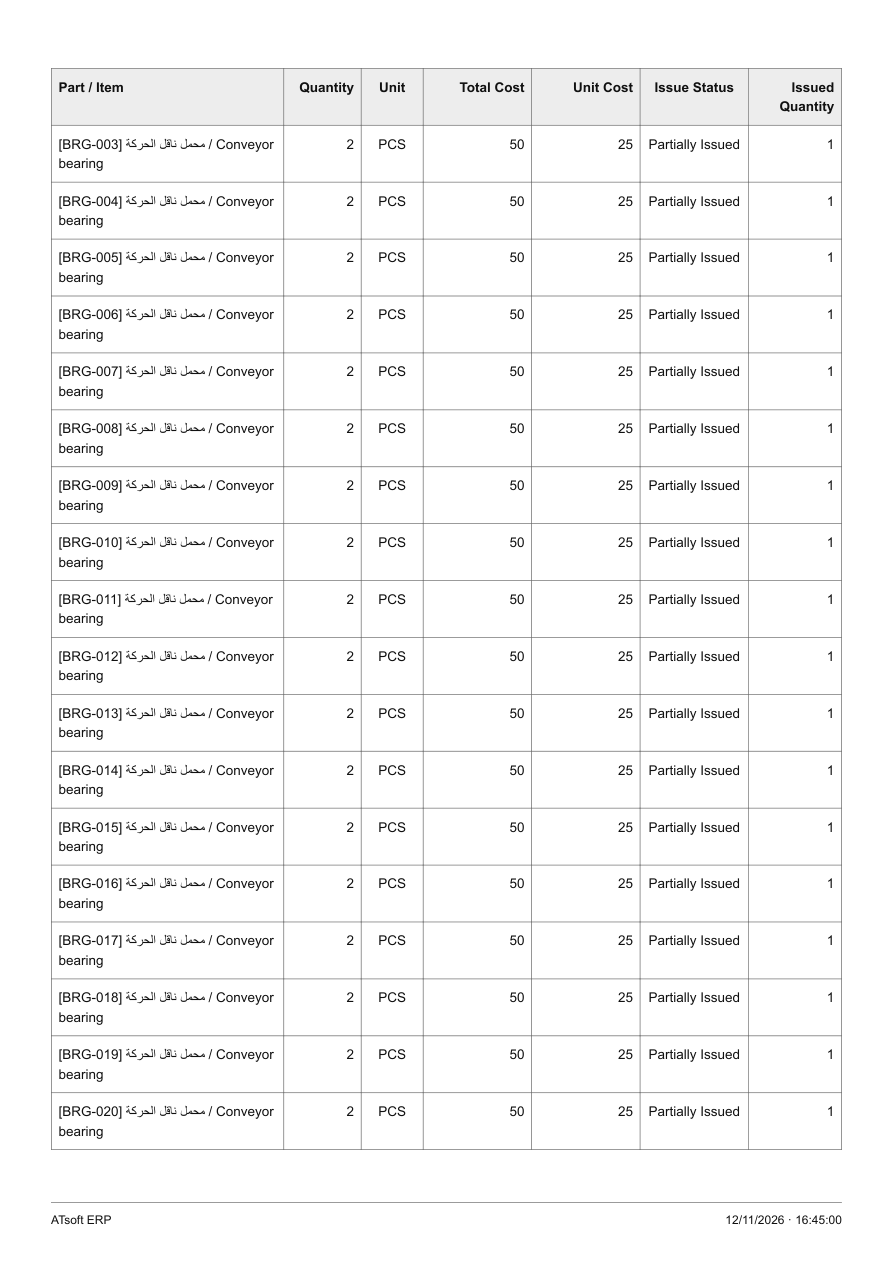 Part / Item Quantity Unit Total Cost Unit Cost Issue Status Issued
Quantity
[BRG-003] محمل ناقل الحركة / Conveyor 2 PCS 50 25 Partially Issued 1
bearing
[BRG-004] محمل ناقل الحركة / Conveyor 2 PCS 50 25 Partially Issued 1
bearing
[BRG-005] محمل ناقل الحركة / Conveyor 2 PCS 50 25 Partially Issued 1
bearing
[BRG-006] محمل ناقل الحركة / Conveyor 2 PCS 50 25 Partially Issued 1
bearing
[BRG-007] محمل ناقل الحركة / Conveyor 2 PCS 50 25 Partially Issued 1
bearing
[BRG-008] محمل ناقل الحركة / Conveyor 2 PCS 50 25 Partially Issued 1
bearing
[BRG-009] محمل ناقل الحركة / Conveyor 2 PCS 50 25 Partially Issued 1
bearing
[BRG-010] محمل ناقل الحركة / Conveyor 2 PCS 50 25 Partially Issued 1
bearing
[BRG-011] محمل ناقل الحركة / Conveyor 2 PCS 50 25 Partially Issued 1
bearing
[BRG-012] محمل ناقل الحركة / Conveyor 2 PCS 50 25 Partially Issued 1
bearing
[BRG-013] محمل ناقل الحركة / Conveyor 2 PCS 50 25 Partially Issued 1
bearing
[BRG-014] محمل ناقل الحركة / Conveyor 2 PCS 50 25 Partially Issued 1
bearing
[BRG-015] محمل ناقل الحركة / Conveyor 2 PCS 50 25 Partially Issued 1
bearing
[BRG-016] محمل ناقل الحركة / Conveyor 2 PCS 50 25 Partially Issued 1
bearing
[BRG-017] محمل ناقل الحركة / Conveyor 2 PCS 50 25 Partially Issued 1
bearing
[BRG-018] محمل ناقل الحركة / Conveyor 2 PCS 50 25 Partially Issued 1
bearing
[BRG-019] محمل ناقل الحركة / Conveyor 2 PCS 50 25 Partially Issued 1
bearing
[BRG-020] محمل ناقل الحركة / Conveyor 2 PCS 50 25 Partially Issued 1
bearing
ATsoft ERP 12/11/2026 · 16:45:00